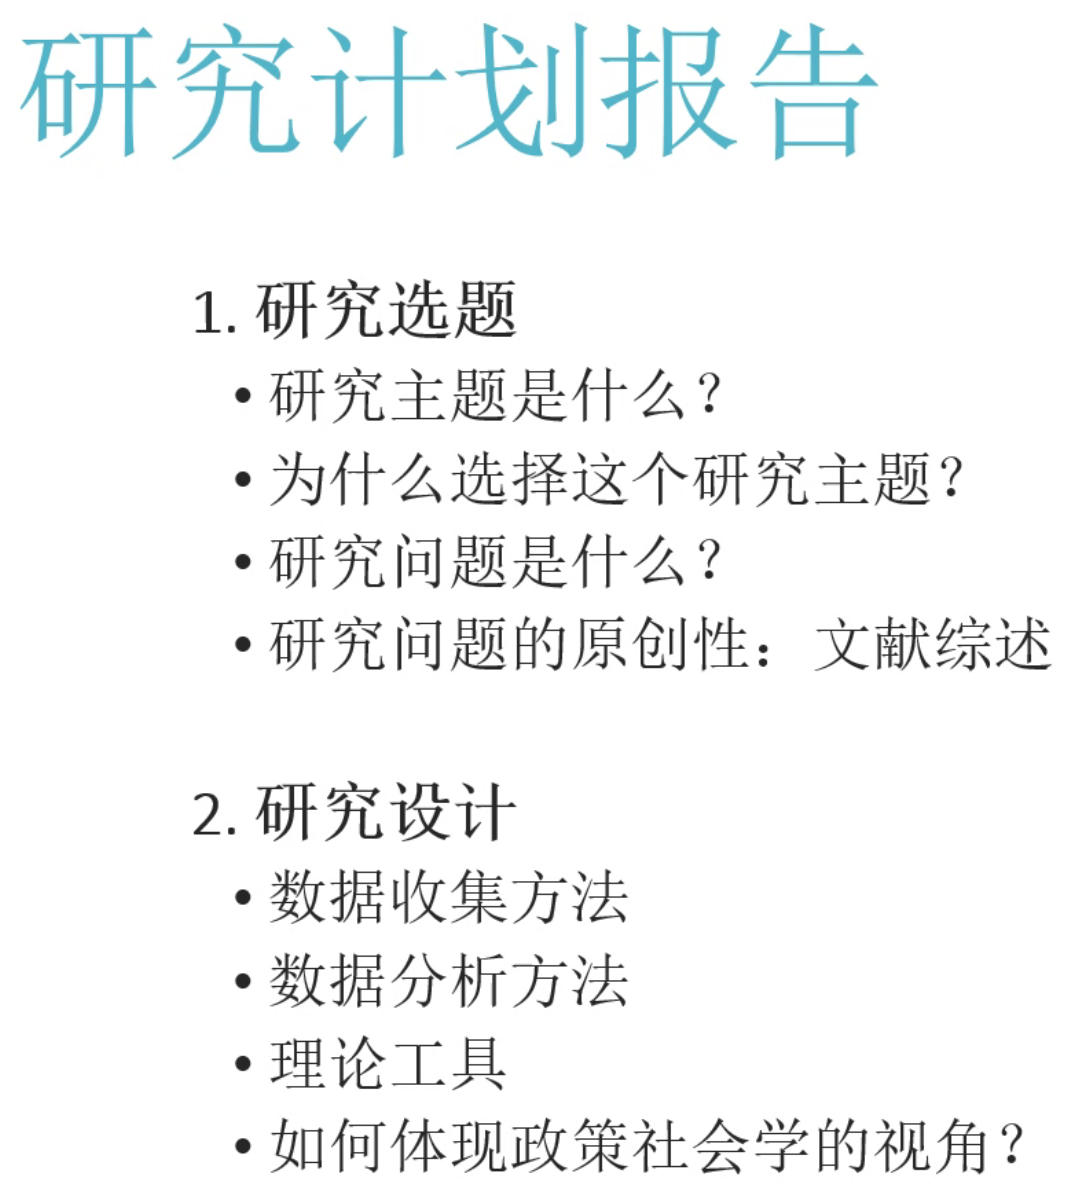 研究计划报告
1. 研究选题
• 研究主题是什么？
• 为什么选择这个研究主题？
• 研究问题是什么？
• 研究问题的原创性：文献综述
2. 研究设计
• 数据收集方法
• 数据分析方法
• 理论工具
• 如何体现政策社会学的视角？